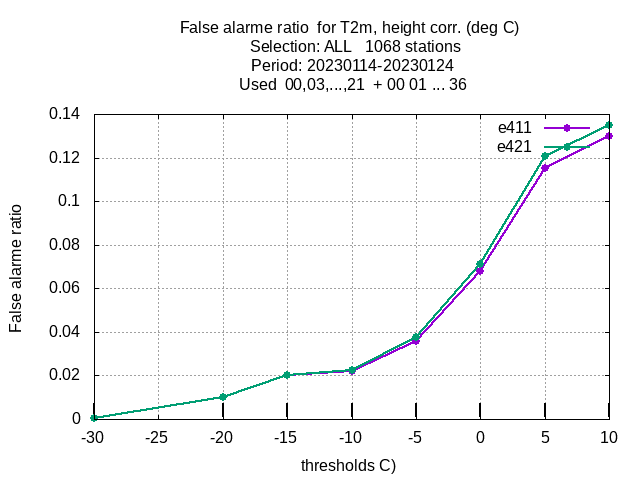 False alarme ratio  for T2m, height corr. (deg C)
Selection: ALL   1068 stations
Period: 20230114-20230124
Used  00,03,...,21  + 00 01 ... 36
0.14
0.12
0.1
0.08
0.06
0.04
0.02
0
False alarme ratio
e411
e421
-30 -25 -20 -15 -10 -5 0 5 10
thresholds C)